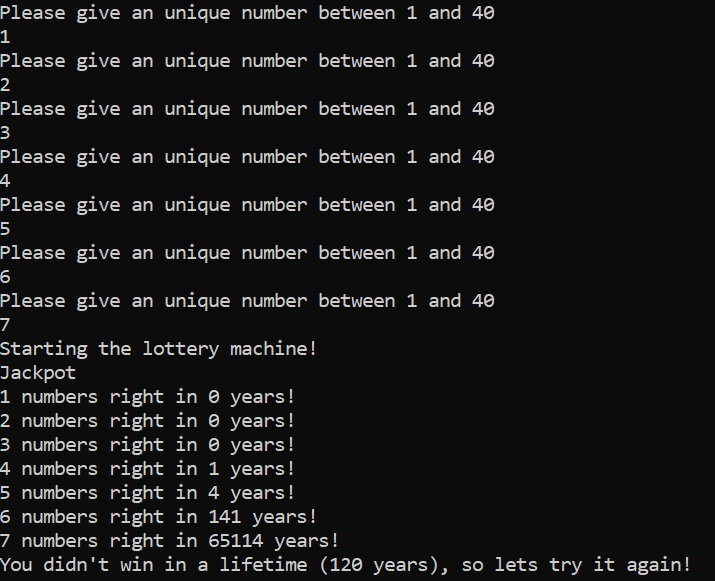 Please give an unique number between 1 and 40
1
Please give an unique number between 1 and 40
2
Please give an unique number between 1 and 40
3
Please give an unique number between 1 and 40
4
Please give an unique number between 1 and 40
5
Please give an unique number between 1 and 40
6
Please give an unique number between 1 and 40
7
Starting the lottery machine!
Jackpot
1 numbers right in 0 years!
2 numbers right in 0 years!
3 numbers right in 0 years!
4 numbers right in 1 years!
5 numbers right in 4 years!
6 numbers right in 141 years!
7 numbers right in 65114 years!
You didn't win in a lifetime (120 years), so lets try it again!